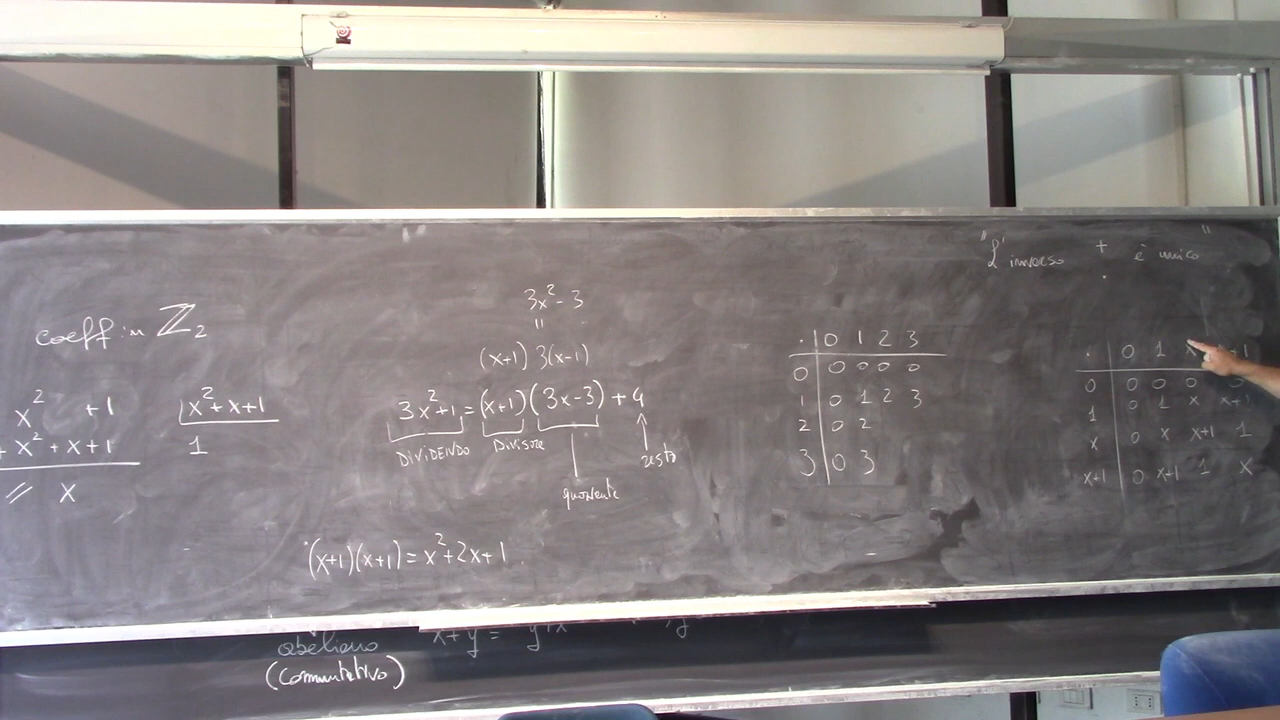 "L'inverso + è unico"
.
coeff in ℤ₂
x² +1 |x²+x+1
+ x² + x + 1 1
// x
3x² - 3
"
(x+1) 3(x-1)
3x²+1 = (x+1)(3x-3) + 4
DIVIDENDO DIVISORE resto
quoziente
(x+1)(x+1) = x²+2x+1
. | 0 1 2 3
0 | 0 0 0 0
1 | 0 1 2 3
2 | 0 2
3 | 0 3
. | 0 1 x x+1
0 | 0 0 0 0
1 | 0 1 x x+1
x | 0 x x+1 1
x+1 | 0 x+1 1 x
abeliano x+y = y+x
(commutativo)